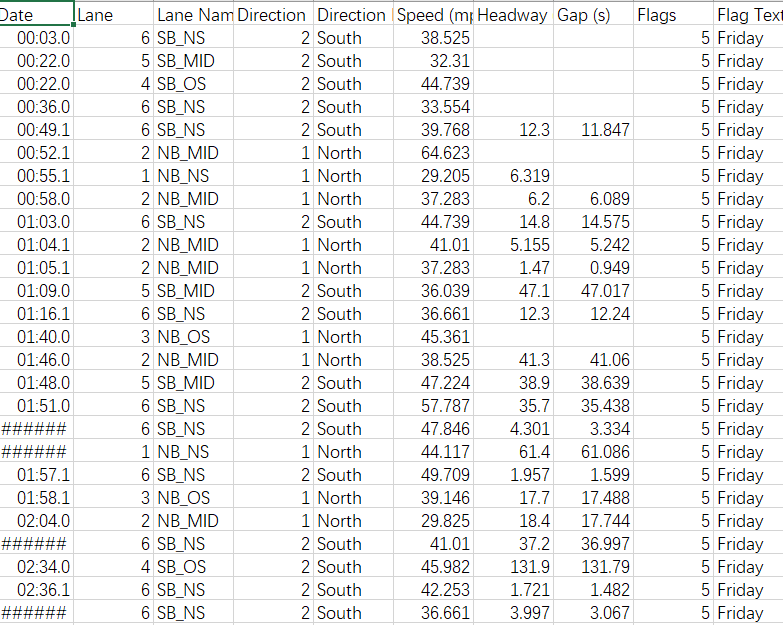 Date Lane Lane Nam Direction Direction Speed (mp Headway Gap (s) Flags Flag Text
00:03.0 6 SB_NS 2 South 38.525 5 Friday
00:22.0 5 SB_MID 2 South 32.31 5 Friday
00:22.0 4 SB_OS 2 South 44.739 5 Friday
00:36.0 6 SB_NS 2 South 33.554 5 Friday
00:49.1 6 SB_NS 2 South 39.768 12.3 11.847 5 Friday
00:52.1 2 NB_MID 1 North 64.623 5 Friday
00:55.1 1 NB_NS 1 North 29.205 6.319 5 Friday
00:58.0 2 NB_MID 1 North 37.283 6.2 6.089 5 Friday
01:03.0 6 SB_NS 2 South 44.739 14.8 14.575 5 Friday
01:04.1 2 NB_MID 1 North 41.01 5.155 5.242 5 Friday
01:05.1 2 NB_MID 1 North 37.283 1.47 0.949 5 Friday
01:09.0 5 SB_MID 2 South 36.039 47.1 47.017 5 Friday
01:16.1 6 SB_NS 2 South 36.661 12.3 12.24 5 Friday
01:40.0 3 NB_OS 1 North 45.361 5 Friday
01:46.0 2 NB_MID 1 North 38.525 41.3 41.06 5 Friday
01:48.0 5 SB_MID 2 South 47.224 38.9 38.639 5 Friday
01:51.0 6 SB_NS 2 South 57.787 35.7 35.438 5 Friday
###### 6 SB_NS 2 South 47.846 4.301 3.334 5 Friday
###### 1 NB_NS 1 North 44.117 61.4 61.086 5 Friday
01:57.1 6 SB_NS 2 South 49.709 1.957 1.599 5 Friday
01:58.1 3 NB_OS 1 North 39.146 17.7 17.488 5 Friday
02:04.0 2 NB_MID 1 North 29.825 18.4 17.744 5 Friday
###### 6 SB_NS 2 South 41.01 37.2 36.997 5 Friday
02:34.0 4 SB_OS 2 South 45.982 131.9 131.79 5 Friday
02:36.1 6 SB_NS 2 South 42.253 1.721 1.482 5 Friday
###### 6 SB_NS 2 South 36.661 3.997 3.067 5 Friday